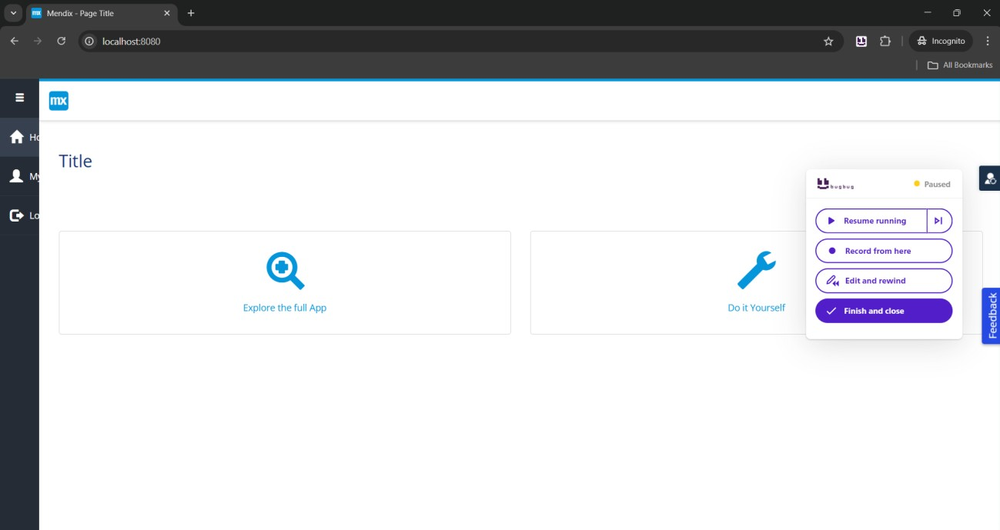 mx Mendix - Page Title
localhost:8080
Incognito
All Bookmarks
mx
Ho
My
Lo
Title
Explore the full App
Do it Yourself
bugbug
Paused
Resume running
Record from here
Edit and rewind
Finish and close
Feedback